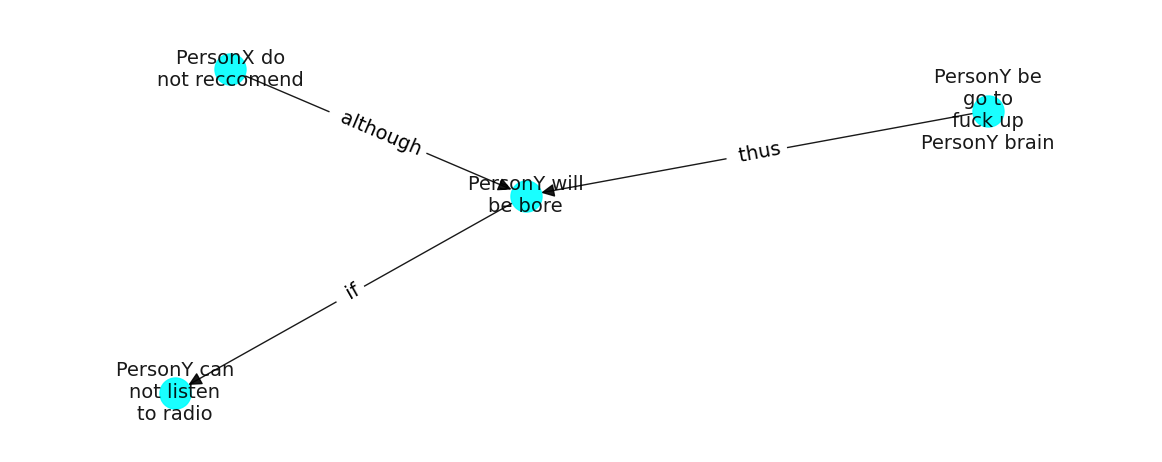 PersonX do
not reccomend
PersonY be
go to
fuck up
PersonY brain
although
thus
PersonY will
be bore
if
PersonY can
not listen
to radio